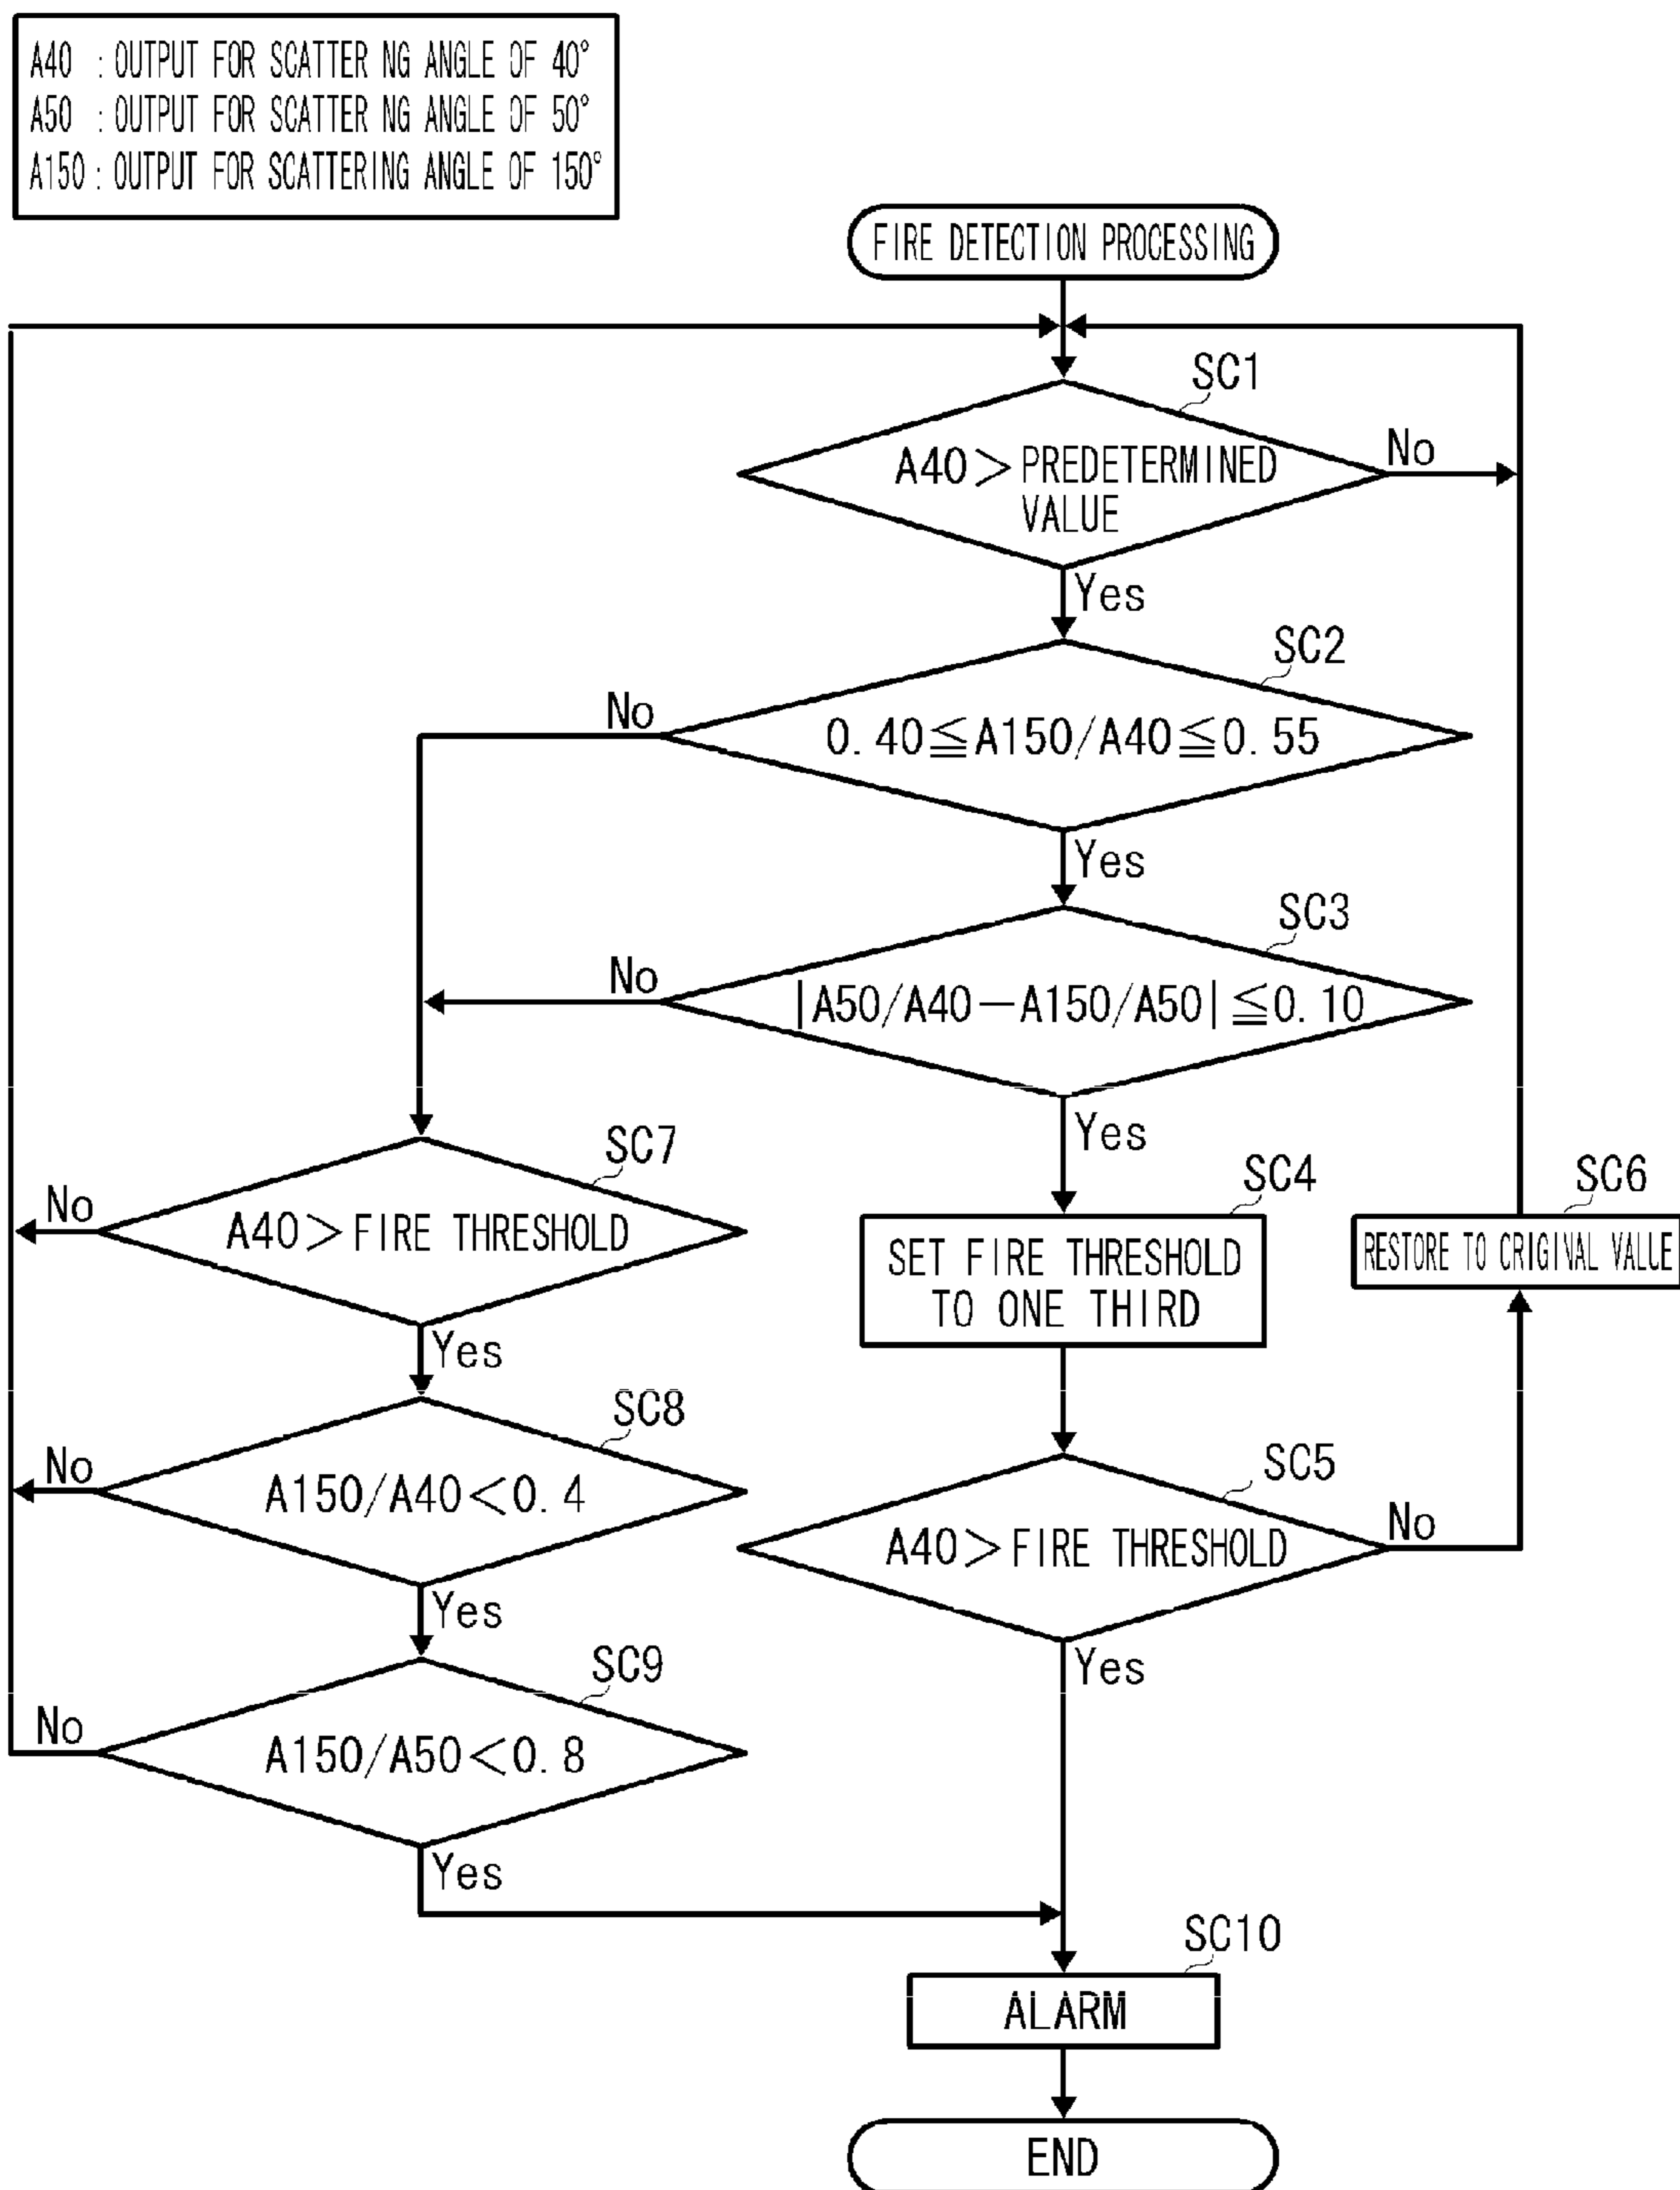 A40 : OUTPUT FOR SCATTER NG ANGLE OF 40°
A50 : OUTPUT FOR SCATTER NG ANGLE OF 50°
A150 : OUTPUT FOR SCATTERING ANGLE OF 150°
FIRE DETECTION PROCESSING
SC1
A40>PREDETERMINED
VALUE
No
Yes
SC2
0.40≦A150/A40≦0.55
No
Yes
SC3
|A50/A40－A150/A50|≦0.10
No
Yes
SC7
A40>FIRE THRESHOLD
No
Yes
SC4
SET FIRE THRESHOLD
TO ONE THIRD
SC6
RESTORE TO CRIGINAL VALLE
SC8
A150/A40<0.4
No
Yes
SC5
A40>FIRE THRESHOLD
No
Yes
SC9
A150/A50<0.8
No
Yes
SC10
ALARM
END